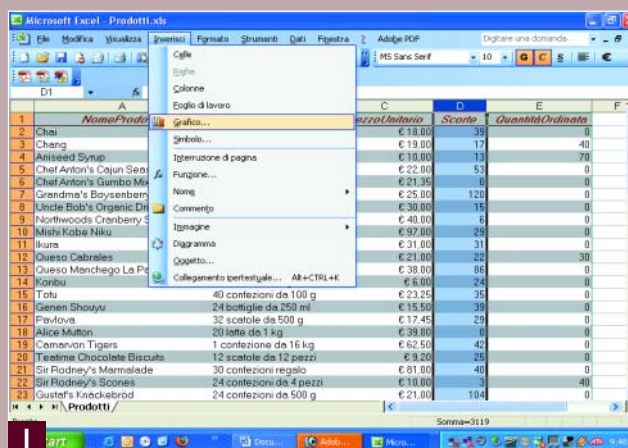 Microsoft Excel - Prodotti.xls
File Modifica Visualizza Inserisci Formato Strumenti Dati Finestra ? Adobe PDF Digitare una domanda.
MS Sans Serif 10 G C S €
D1 fx
Celle
Righe
Colonne
Foglio di lavoro
Grafico...
Simbolo...
Interruzione di pagina
Funzione...
Nome
Commento
Immagine
Diagramma
Oggetto...
Collegamento ipertestuale... Alt+CTRL+K
A C D E F
1 NomeProdo ezzoUnitario Scorte QuantitàOrdinata
2 Chai € 18,00 39 0
3 Chang € 19,00 17 40
4 Aniseed Syrup € 10,00 13 70
5 Chef Anton's Cajun Seas € 22,00 53 0
6 Chef Anton's Gumbo Mix € 21,35 0 0
7 Grandma's Boysenberry € 25,00 120 0
8 Uncle Bob's Organic Dri € 30,00 15 0
9 Northwoods Cranberry S € 40,00 6 0
10 Mishi Kobe Niku € 97,00 29 0
11 Ikura € 31,00 31 0
12 Queso Cabrales € 21,00 22 30
13 Queso Manchego La Pa € 38,00 86 0
14 Konbu € 6,00 24 0
15 Tofu 40 confezioni da 100 g € 23,25 35 0
16 Genen Shouyu 24 bottiglie da 250 ml € 15,50 39 0
17 Pavlova 32 scatole da 500 g € 17,45 29 0
18 Alice Mutton 20 latte da 1 kg € 39,00 0 0
19 Carnarvon Tigers 1 confezione da 16 kg € 62,50 42 0
20 Teatime Chocolate Biscuits 12 scatole da 12 pezzi € 9,20 25 0
21 Sir Rodney's Marmalade 30 confezioni regalo € 81,00 40 0
22 Sir Rodney's Scones 24 confezioni da 4 pezzi € 10,00 3 40
23 Gustaf's Knäckebröd 24 confezioni da 500 g € 21,00 104 0
Prodotti
Somma=3119
1 tart Docu... Adob... Micro... 9.48